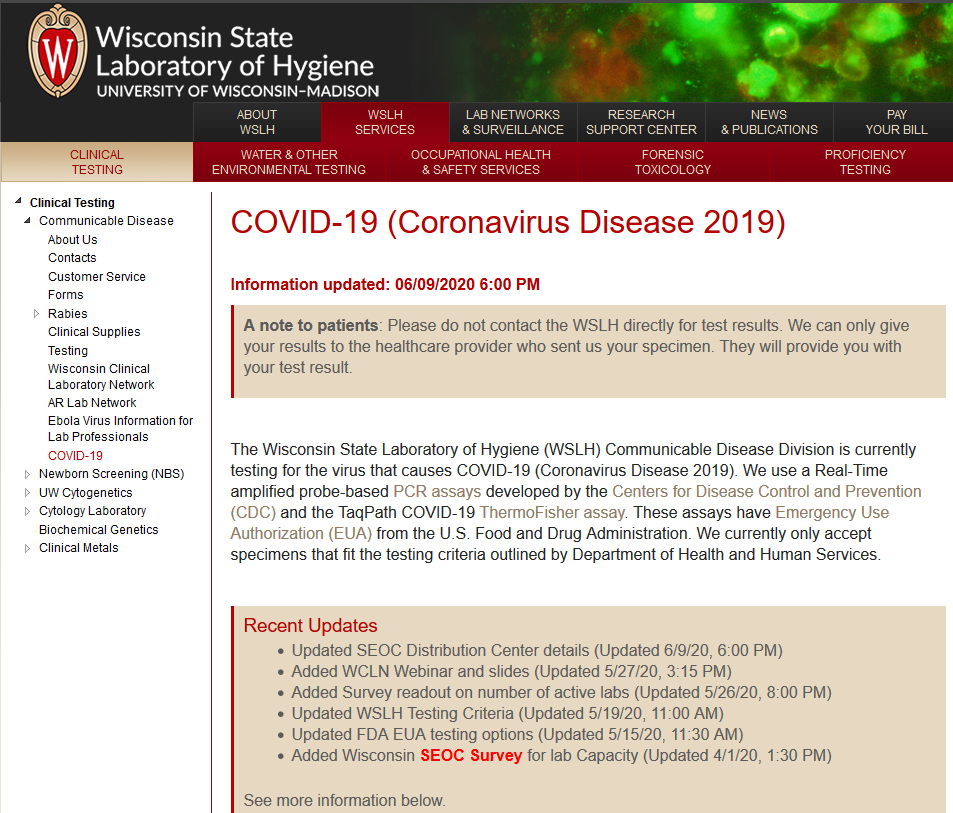 W
Wisconsin State
Laboratory of Hygiene
UNIVERSITY OF WISCONSIN–MADISON
ABOUT
WSLH
WSLH
SERVICES
LAB NETWORKS
& SURVEILLANCE
RESEARCH
SUPPORT CENTER
NEWS
& PUBLICATIONS
PAY
YOUR BILL
CLINICAL
TESTING
WATER & OTHER
ENVIRONMENTAL TESTING
OCCUPATIONAL HEALTH
& SAFETY SERVICES
FORENSIC
TOXICOLOGY
PROFICIENCY
TESTING
Clinical Testing
Communicable Disease
About Us
Contacts
Customer Service
Forms
Rabies
Clinical Supplies
Testing
Wisconsin Clinical
Laboratory Network
AR Lab Network
Ebola Virus Information for
Lab Professionals
COVID-19
Newborn Screening (NBS)
UW Cytogenetics
Cytology Laboratory
Biochemical Genetics
Clinical Metals
COVID-19 (Coronavirus Disease 2019)
Information updated: 06/09/2020 6:00 PM
A note to patients: Please do not contact the WSLH directly for test results. We can only give
your results to the healthcare provider who sent us your specimen. They will provide you with
your test result.
The Wisconsin State Laboratory of Hygiene (WSLH) Communicable Disease Division is currently
testing for the virus that causes COVID-19 (Coronavirus Disease 2019). We use a Real-Time
amplified probe-based PCR assays developed by the Centers for Disease Control and Prevention
(CDC) and the TaqPath COVID-19 ThermoFisher assay. These assays have Emergency Use
Authorization (EUA) from the U.S. Food and Drug Administration. We currently only accept
specimens that fit the testing criteria outlined by Department of Health and Human Services.
Recent Updates
• Updated SEOC Distribution Center details (Updated 6/9/20, 6:00 PM)
• Added WCLN Webinar and slides (Updated 5/27/20, 3:15 PM)
• Added Survey readout on number of active labs (Updated 5/26/20, 8:00 PM)
• Updated WSLH Testing Criteria (Updated 5/19/20, 11:00 AM)
• Updated FDA EUA testing options (Updated 5/15/20, 11:30 AM)
• Added Wisconsin SEOC Survey for lab Capacity (Updated 4/1/20, 1:30 PM)
See more information below.